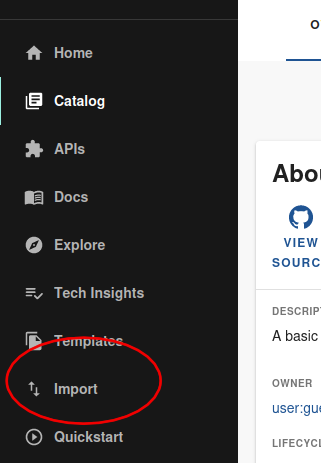 Home
Catalog
APIs
Docs
Explore
Tech Insights
Templates
Import
Quickstart
O
Abou
VIEW
SOURC
DESCRIPT
A basic
OWNER
user:gue
LIFECYCL